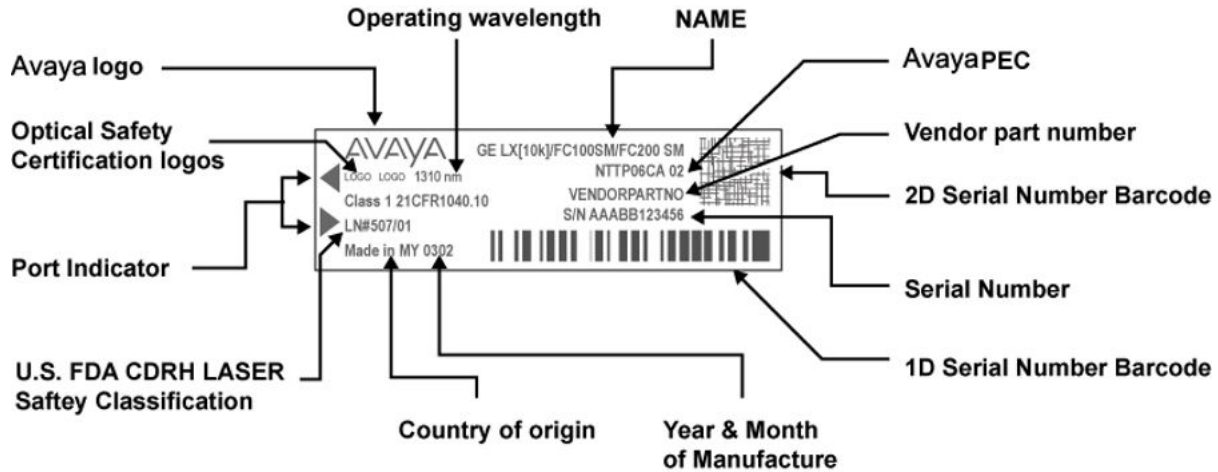 Operating wavelength
NAME
Avaya logo
Avaya PEC
Optical Safety
Certification logos
Vendor part number
2D Serial Number Barcode
Port Indicator
Serial Number
U.S. FDA CDRH LASER
Saftey Classification
1D Serial Number Barcode
Country of origin
Year & Month
of Manufacture
AVAYA
LOGO LOGO 1310 nm
Class 1 21CFR1040.10
LN#507/01
Made in MY 0302
GE LX[10k]/FC100SM/FC200 SM
NTTP06CA 02
VENDORPARTNO
S/N AAABB123456